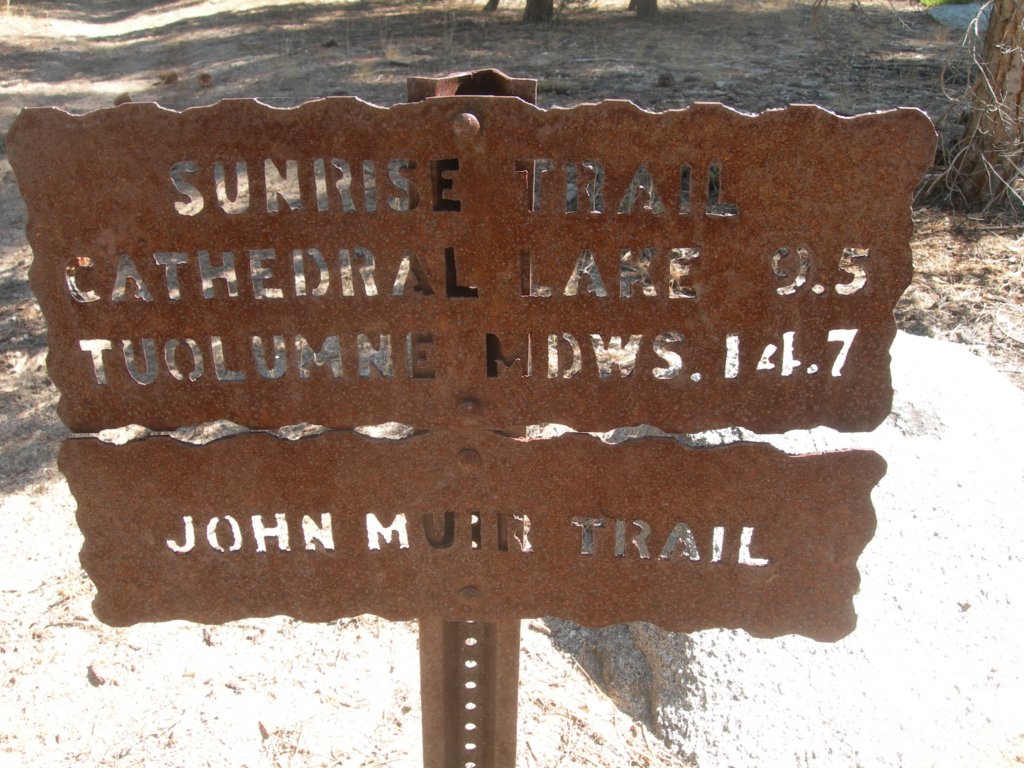 SUNRISE TRAIL
CATHEDRAL LAKE 9.5
TUOLUMNE MDWS. 14.7
JOHN MUIR TRAIL